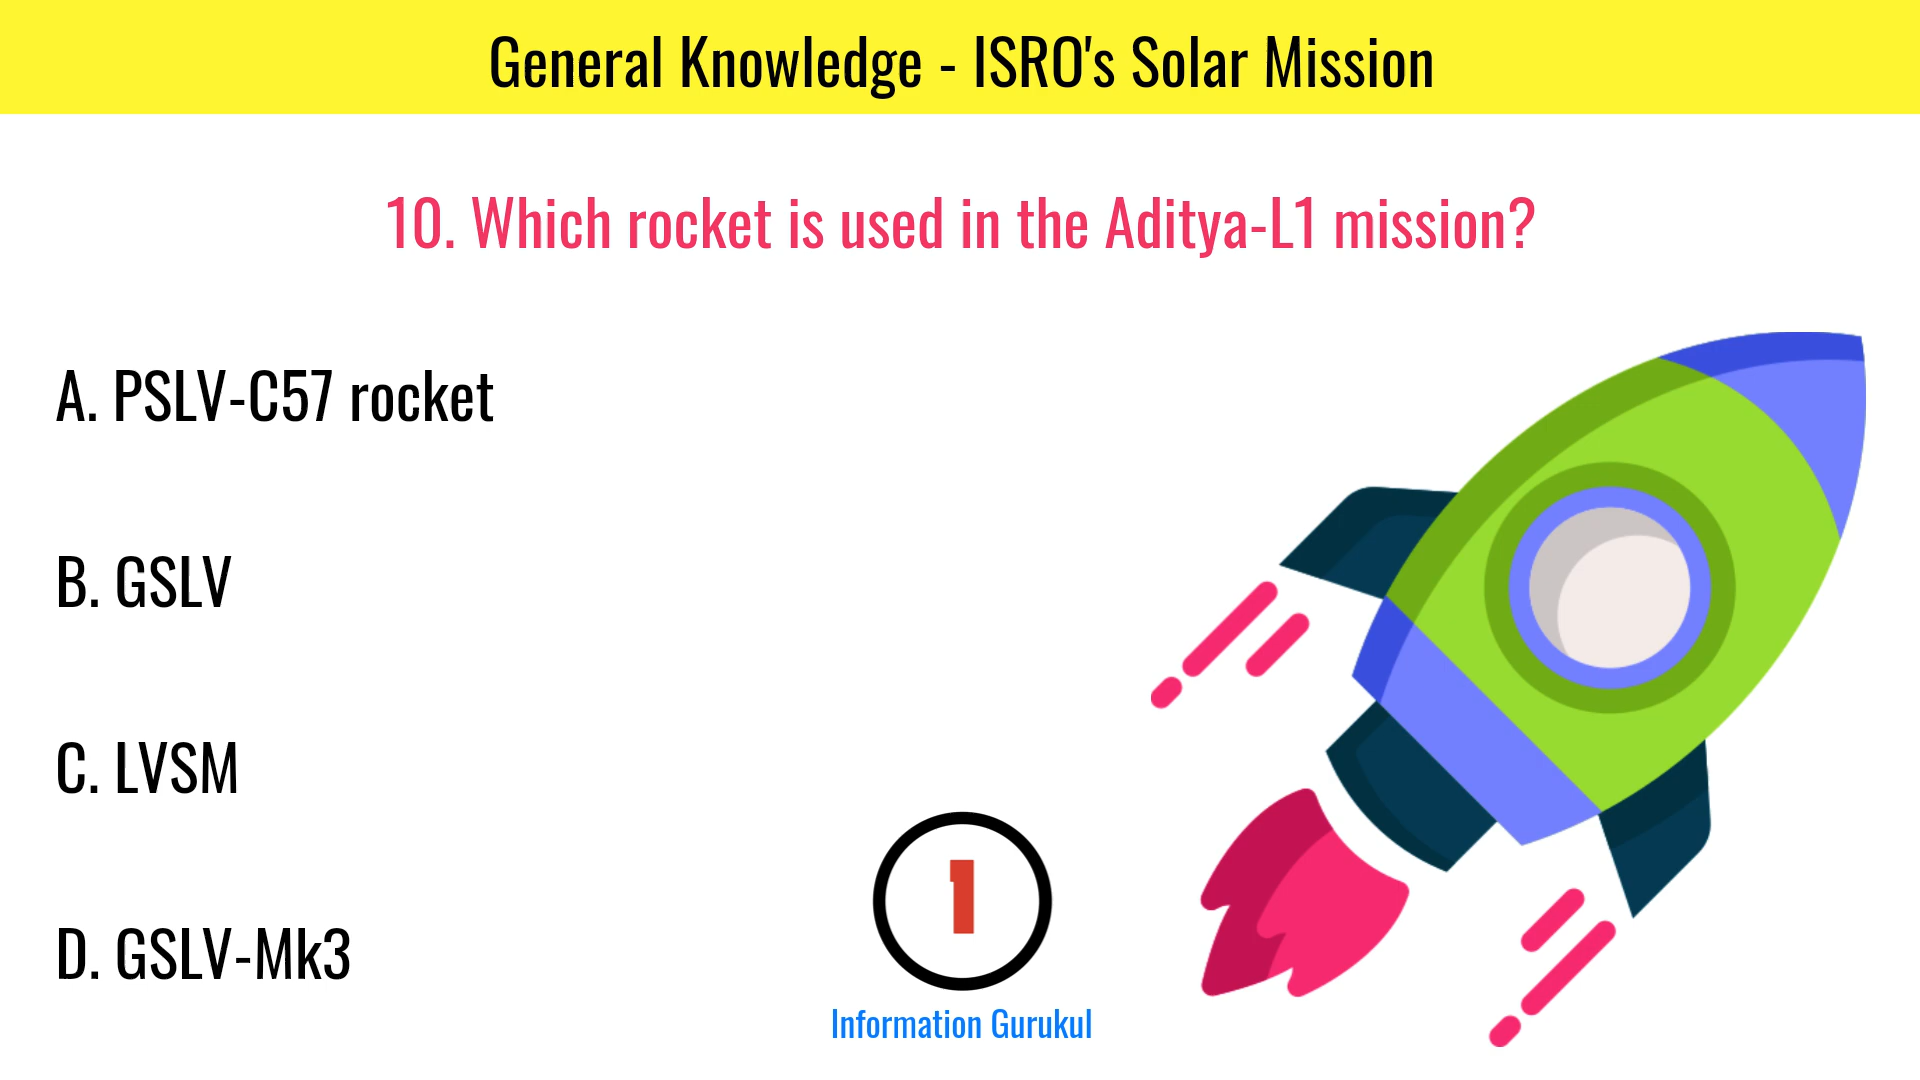 General Knowledge - ISRO's Solar Mission
10. Which rocket is used in the Aditya-L1 mission?
A. PSLV-C57 rocket
B. GSLV
C. LVSM
D. GSLV-Mk3
1
Information Gurukul